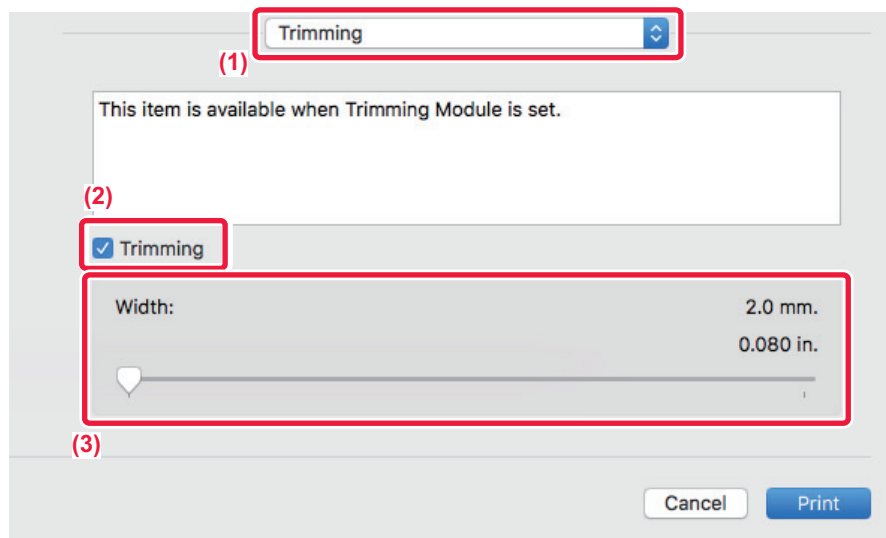 Trimming
(1)
This item is available when Trimming Module is set.
(2)
Trimming
Width: 2.0 mm.
0.080 in.
(3)
Cancel Print